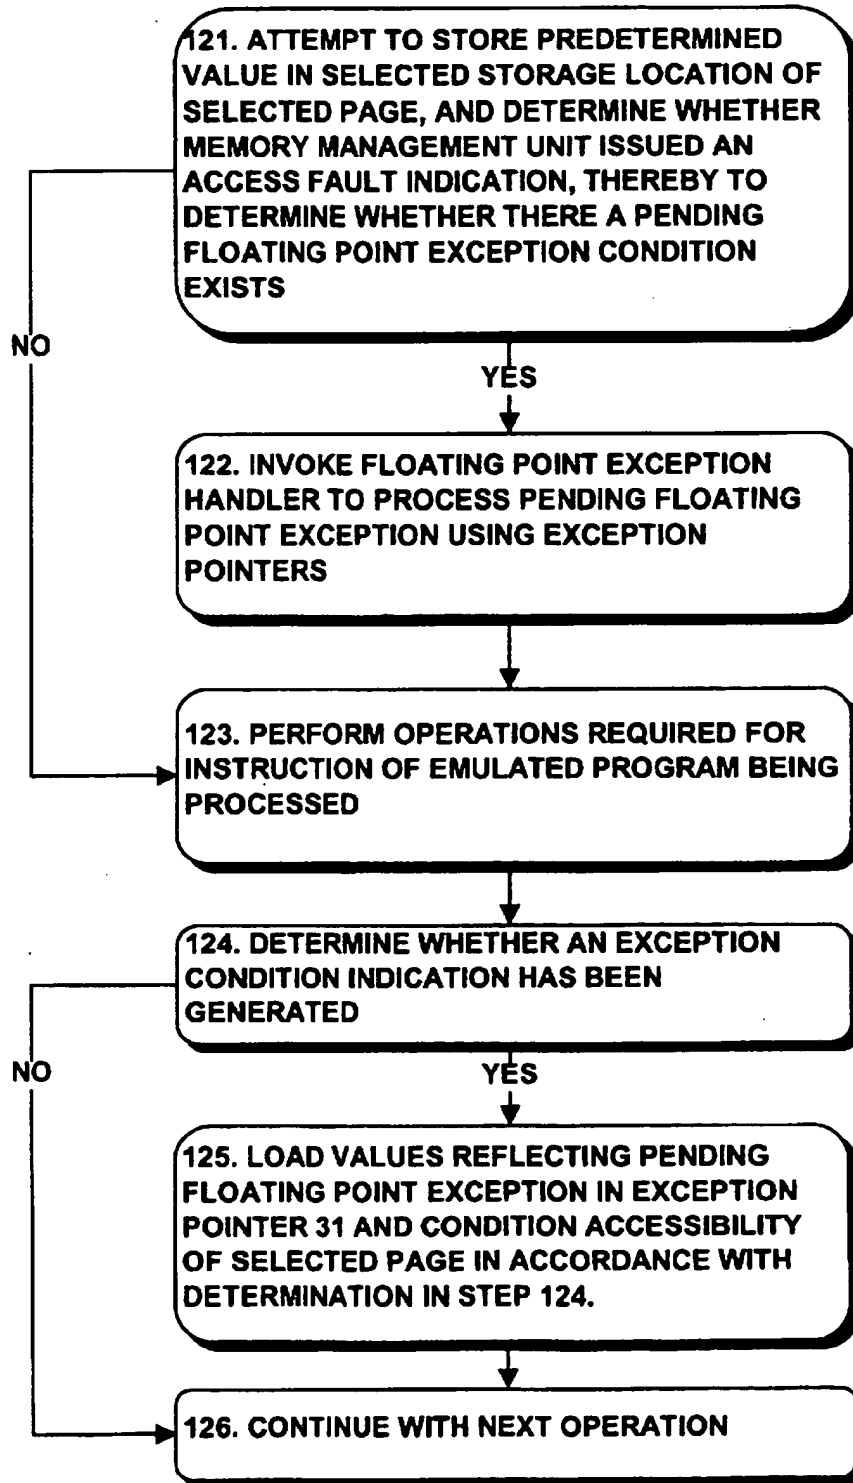 121. ATTEMPT TO STORE PREDETERMINED
VALUE IN SELECTED STORAGE LOCATION OF
SELECTED PAGE, AND DETERMINE WHETHER
MEMORY MANAGEMENT UNIT ISSUED AN
ACCESS FAULT INDICATION, THEREBY TO
DETERMINE WHETHER THERE A PENDING
FLOATING POINT EXCEPTION CONDITION
EXISTS
NO
YES
122. INVOKE FLOATING POINT EXCEPTION
HANDLER TO PROCESS PENDING FLOATING
POINT EXCEPTION USING EXCEPTION
POINTERS
123. PERFORM OPERATIONS REQUIRED FOR
INSTRUCTION OF EMULATED PROGRAM BEING
PROCESSED
124. DETERMINE WHETHER AN EXCEPTION
CONDITION INDICATION HAS BEEN
GENERATED
NO
YES
125. LOAD VALUES REFLECTING PENDING
FLOATING POINT EXCEPTION IN EXCEPTION
POINTER 31 AND CONDITION ACCESSIBILITY
OF SELECTED PAGE IN ACCORDANCE WITH
DETERMINATION IN STEP 124.
126. CONTINUE WITH NEXT OPERATION